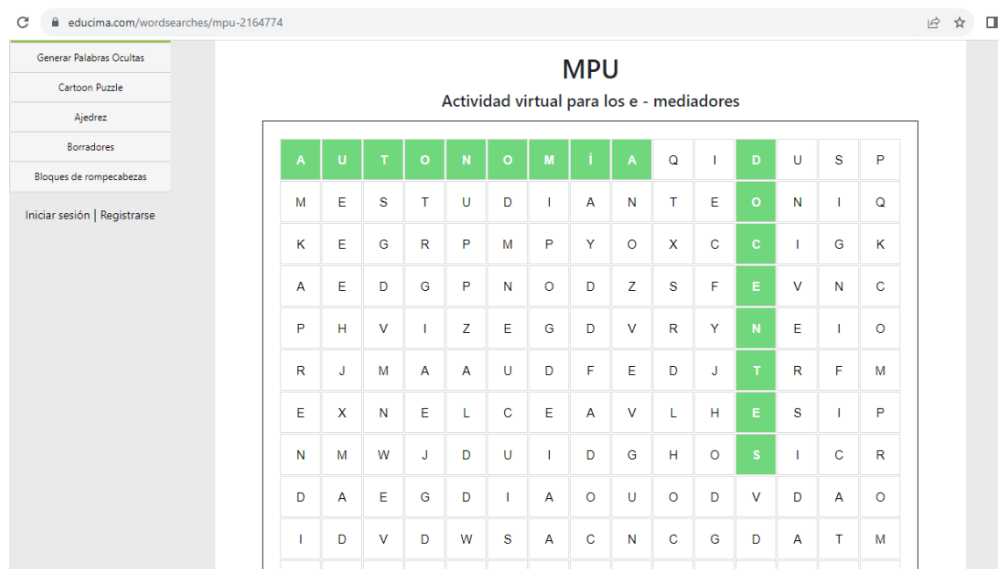 educima.com/wordsearches/mpu-2164774
Generar Palabras Ocultas
Cartoon Puzzle
Ajedrez
Borradores
Bloques de rompecabezas
Iniciar sesión | Registrarse
MPU
Actividad virtual para los e - mediadores
A U T O N O M Í A Q I D U S P
M E S T U D I A N T E O N I Q
K E G R P M P Y O X C C I G K
A E D G P N O D Z S F E V N C
P H V I Z E G D V R Y N E I O
R J M A A U D F E D J T R F M
E X N E L C E A V L H E S I P
N M W J D U I D G H O S I C R
D A E G D I A O U O D V D A O
I D V D W S A C N C G D A T M